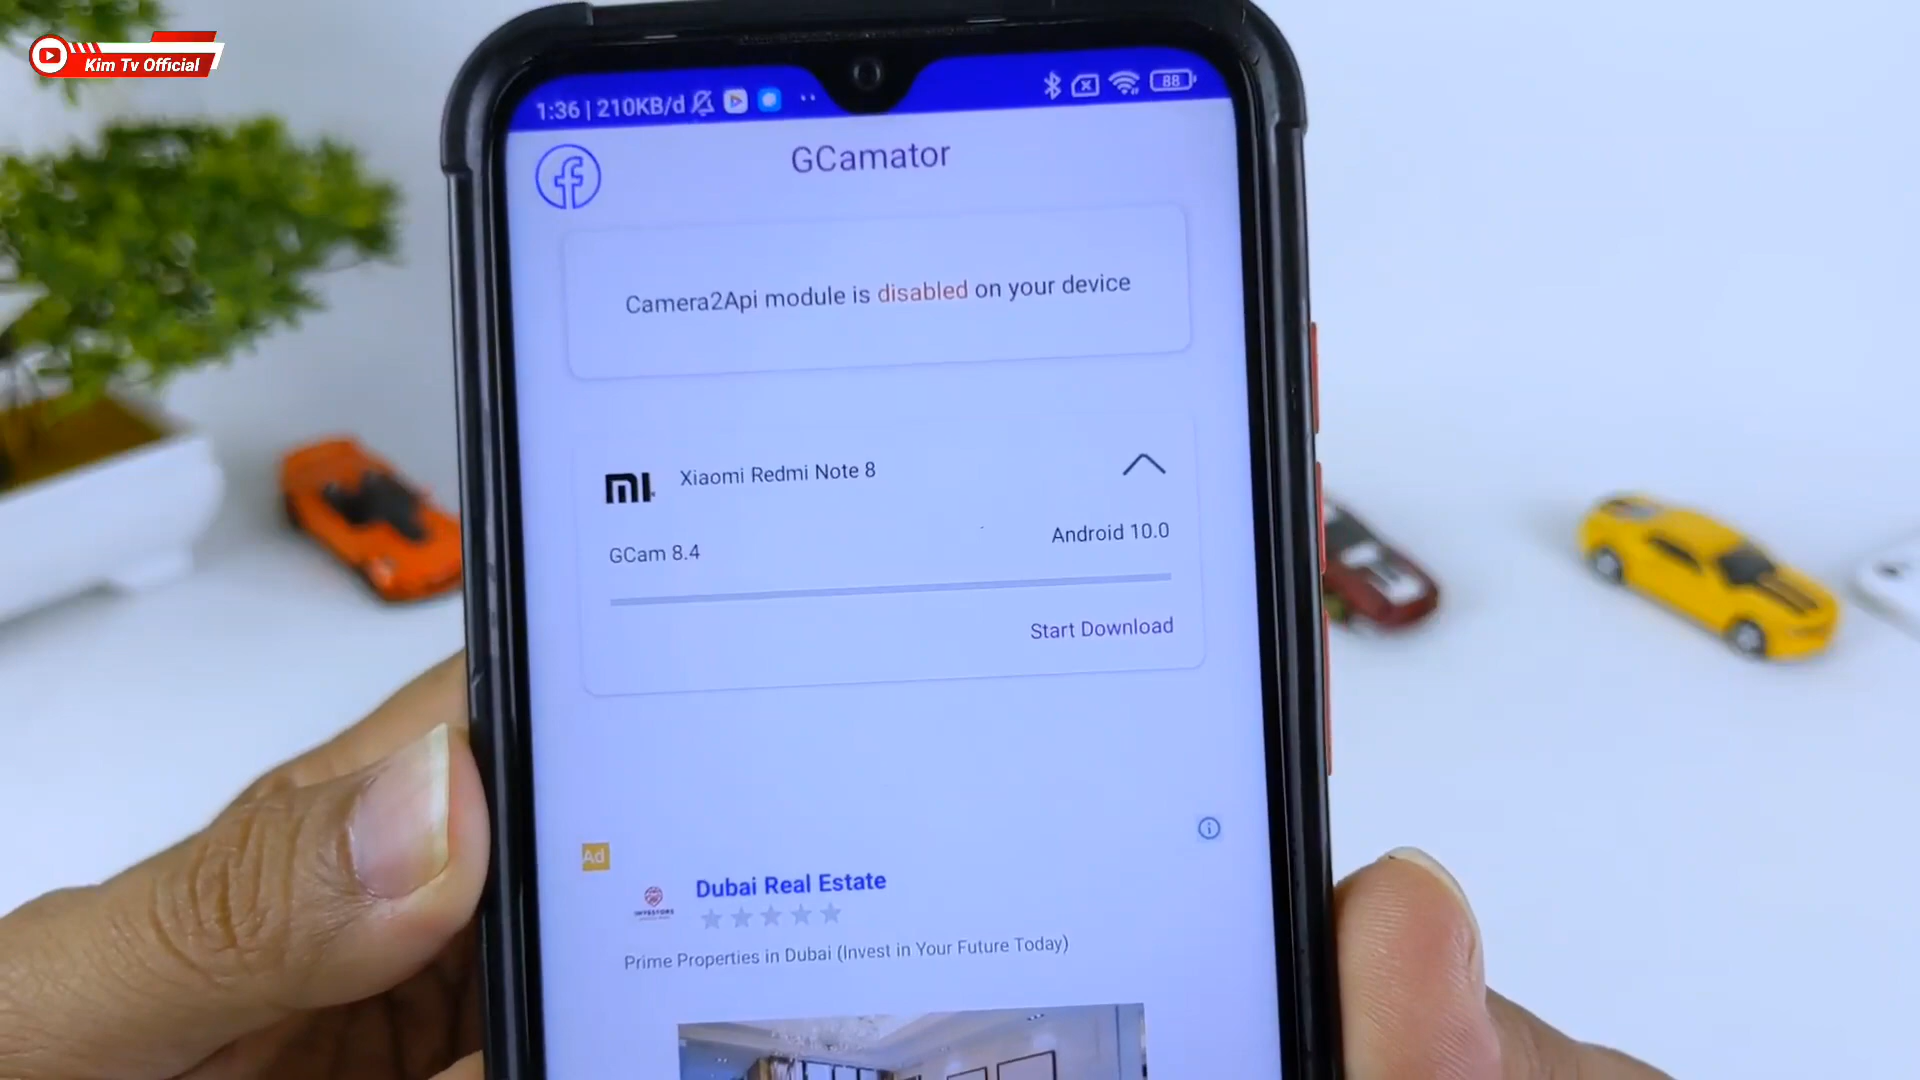 Kim Tv Official
1:36 | 210KB/d
88
GCamator
Camera2Api module is disabled on your device
Xiaomi Redmi Note 8
GCam 8.4
Android 10.0
Start Download
Ad
Dubai Real Estate
INVESTORS
Prime Properties in Dubai (Invest in Your Future Today)